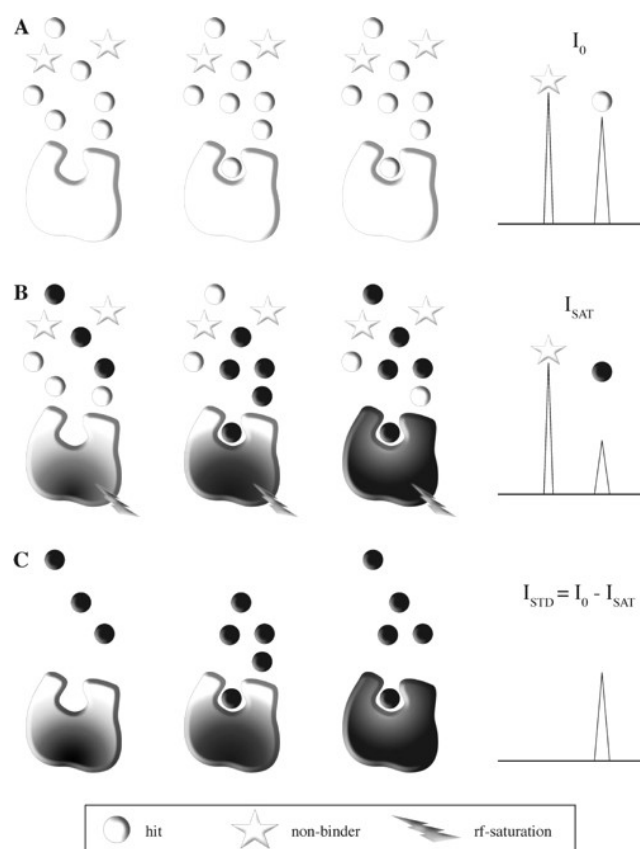 A
I0
B
ISAT
C
ISTD = I0 - ISAT
hit
non-binder
rf-saturation